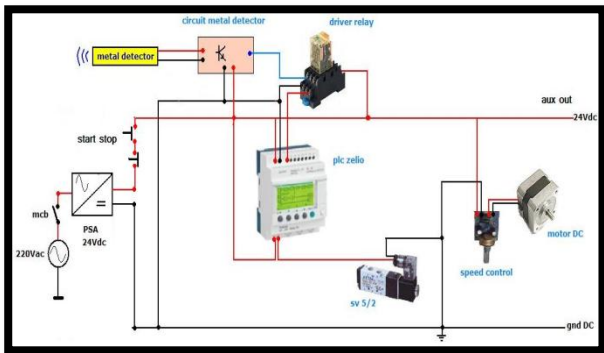 circuit metal detector
driver relay
metal detector
aux out
24Vdc
start stop
plc zelio
mcb
PSA
24Vdc
motor DC
220Vac
speed control
sv 5/2
gnd DC